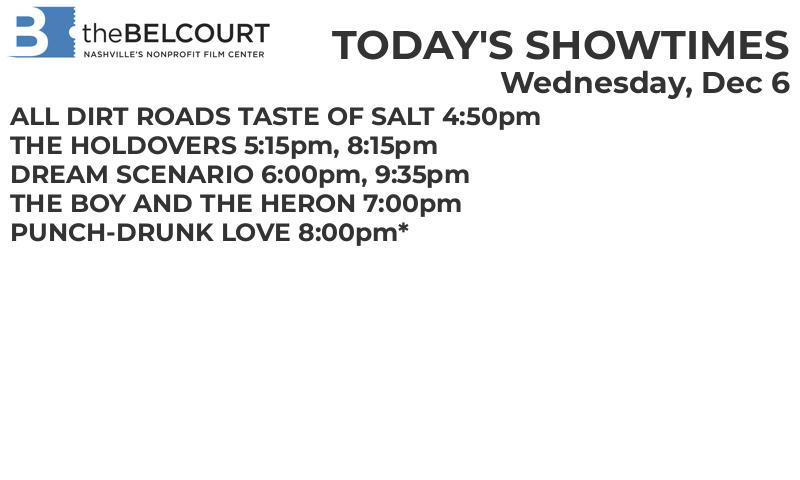 B theBELCOURT
NASHVILLE'S NONPROFIT FILM CENTER
TODAY'S SHOWTIMES
Wednesday, Dec 6
ALL DIRT ROADS TASTE OF SALT 4:50pm
THE HOLDOVERS 5:15pm, 8:15pm
DREAM SCENARIO 6:00pm, 9:35pm
THE BOY AND THE HERON 7:00pm
PUNCH-DRUNK LOVE 8:00pm*